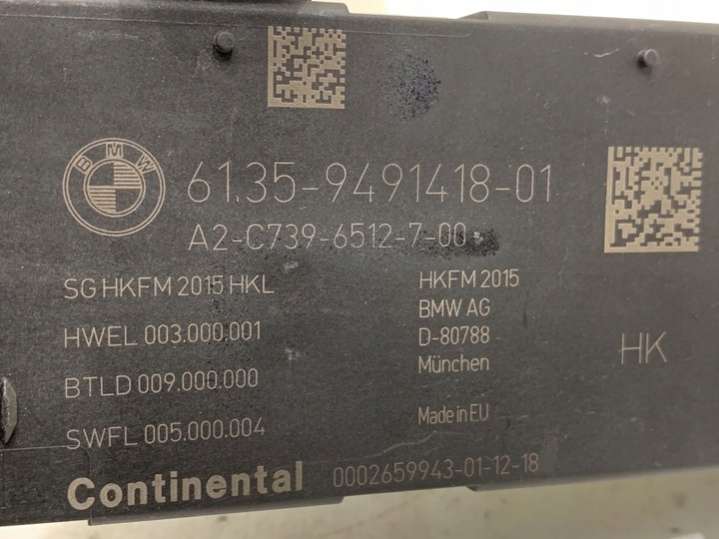 BMW
61.35-9491418-01
A2-C739-6512-7-00
SG HKFM 2015 HKL
HWEL 003.000.001
BTLD 009.000.000
SWFL 005.000.004
HKFM 2015
BMW AG
D-80788
München
Made in EU
HK
Continental 0002659943-01-12-18